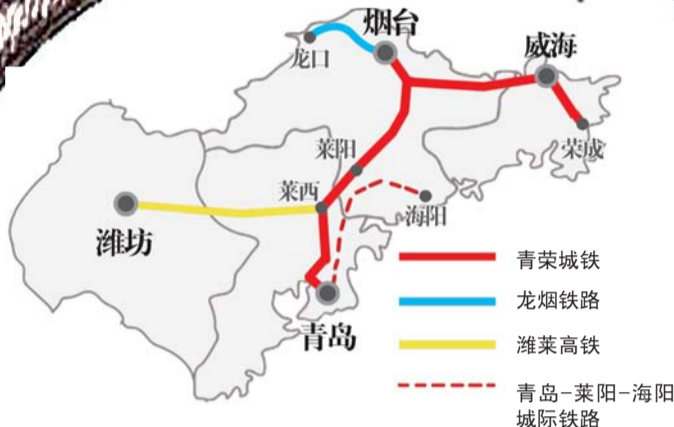 烟台
威海
龙口
莱阳
荣成
莱西
海阳
潍坊
青荣城铁
龙烟铁路
青岛
潍莱高铁
青岛-莱阳-海阳
城际铁路